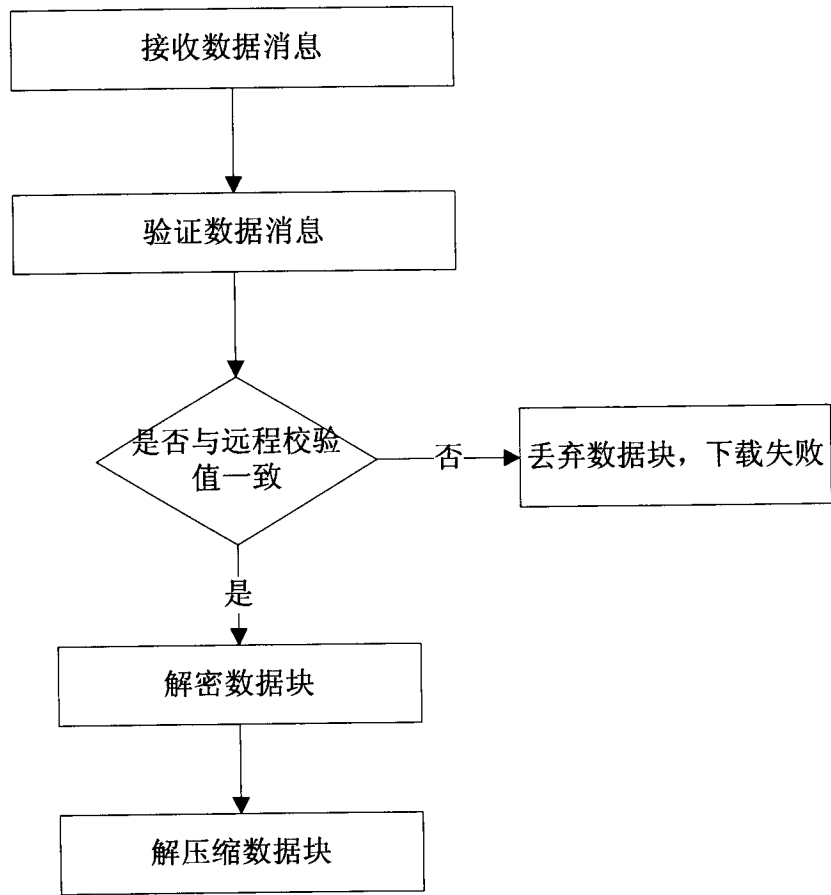 接收数据消息
验证数据消息
是否与远程校验
值一致
否
丢弃数据块，下载失败
是
解密数据块
解压缩数据块